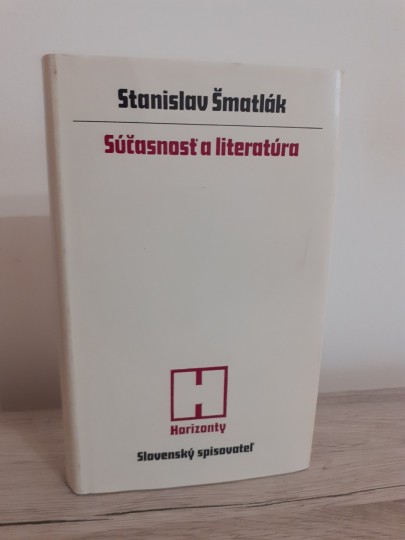 Stanislav Šmatlák
Súčasnosť a literatúra
H
Horizonty
Slovenský spisovateľ